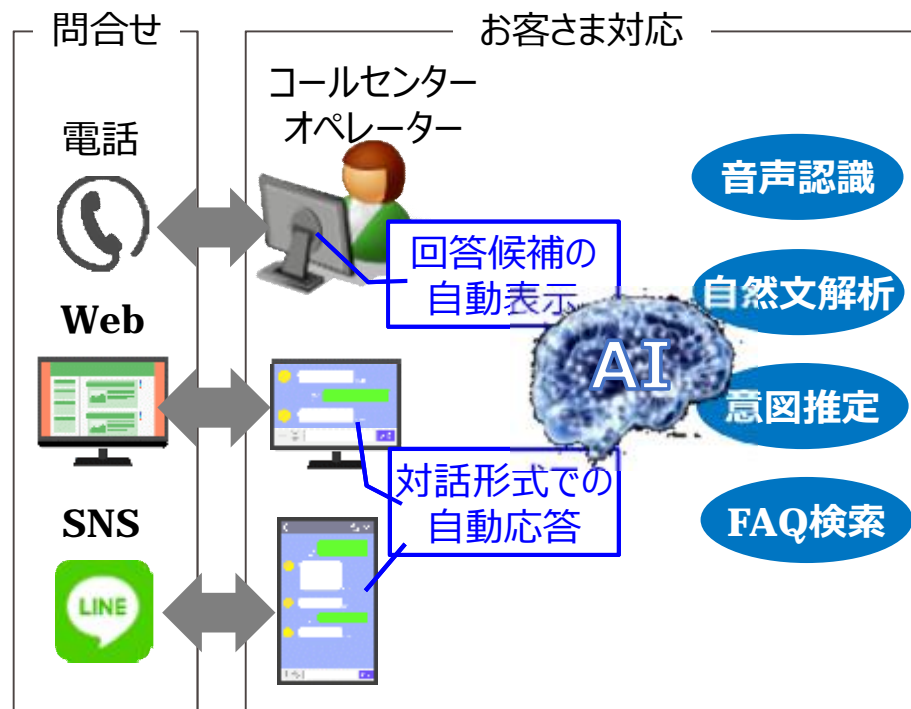 問合せ
お客さま対応
電話
コールセンター
オペレーター
回答候補の
自動表示
Web
対話形式での
自動応答
SNS
LINE
AI
音声認識
自然文解析
意図推定
FAQ検索